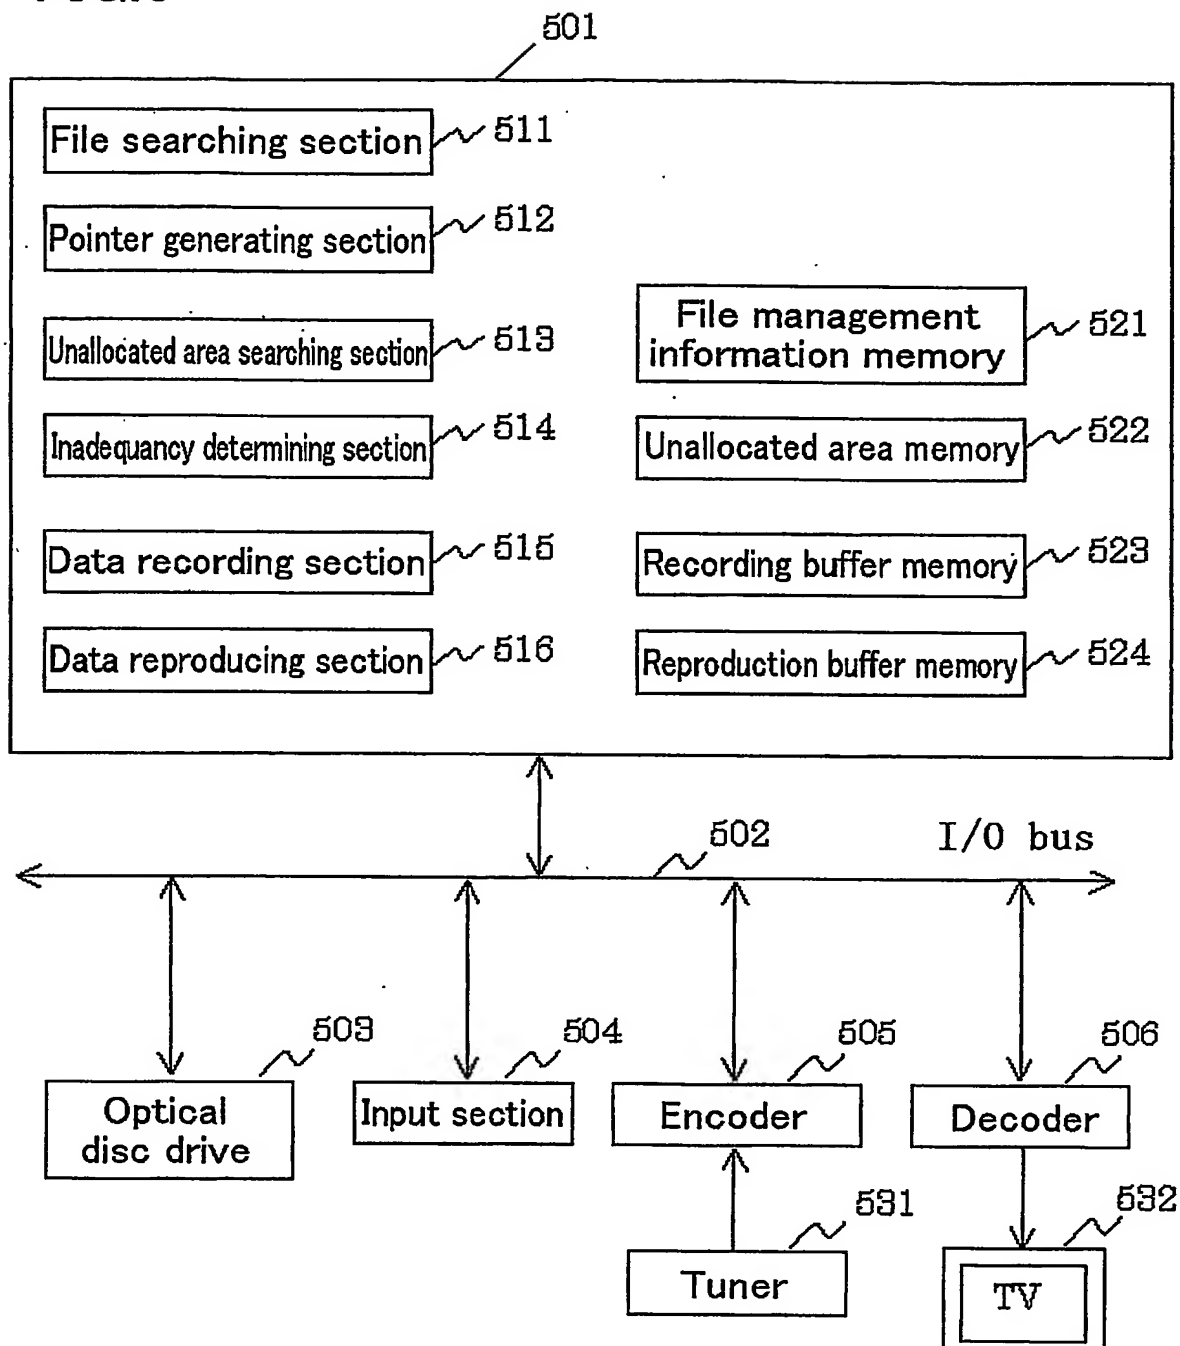 501
File searching section 511
Pointer generating section 512
Unallocated area searching section 513
Inadequancy determining section 514
Data recording section 515
Data reproducing section 516
File management
information memory 521
Unallocated area memory 522
Recording buffer memory 523
Reproduction buffer memory 524
502
I/O bus
503
Optical
disc drive
504
Input section
505
Encoder
506
Decoder
531
Tuner
532
TV